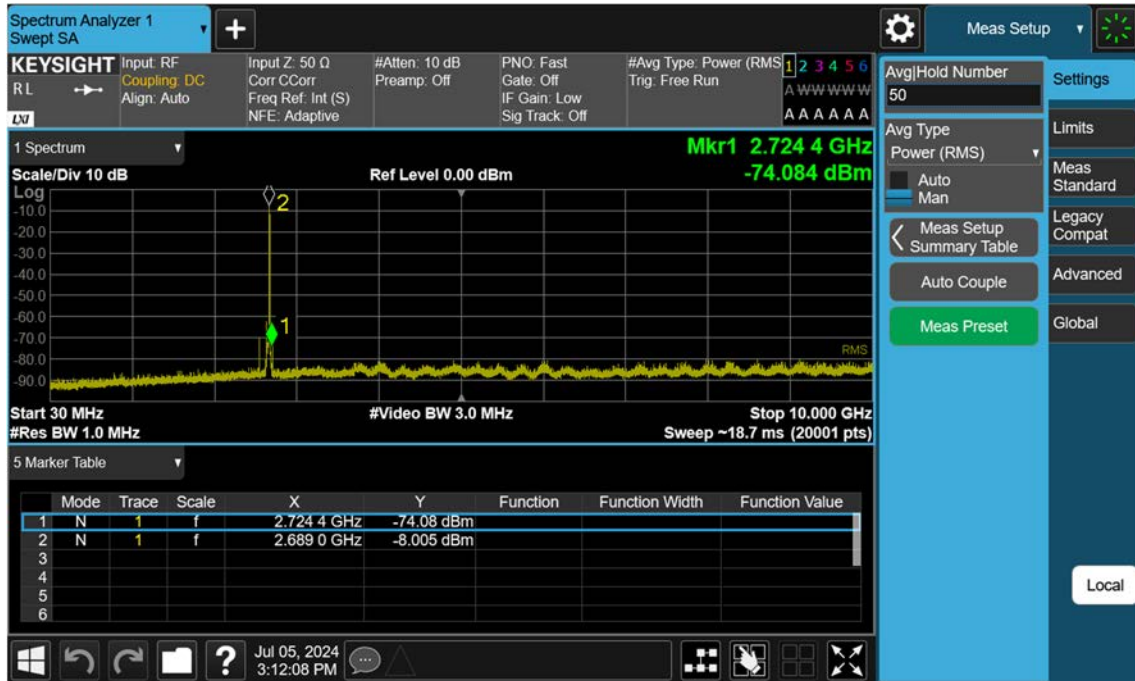 Spectrum Analyzer 1
Swept SA
Meas Setup
KEYSIGHT
R L
LXI
Input: RF
Coupling: DC
Align: Auto
Input Z: 50 Ω
Corr CCorr
Freq Ref: Int (S)
NFE: Adaptive
#Atten: 10 dB
Preamp: Off
PNO: Fast
Gate: Off
IF Gain: Low
Sig Track: Off
#Avg Type: Power (RMS
Trig: Free Run
1 2 3 4 5 6
A W W W W W
A A A A A A
1 Spectrum
Mkr1 2.724 4 GHz
Scale/Div 10 dB
Ref Level 0.00 dBm
-74.084 dBm
Log
2
-10.0
-20.0
-30.0
-40.0
-50.0
-60.0
1
-70.0
RMS
-80.0
-90.0
Start 30 MHz
#Video BW 3.0 MHz
Stop 10.000 GHz
#Res BW 1.0 MHz
Sweep ~18.7 ms (20001 pts)
5 Marker Table
Mode Trace Scale X Y Function Function Width Function Value
1 N 1 f 2.724 4 GHz -74.08 dBm
2 N 1 f 2.689 0 GHz -8.005 dBm
3
4
5
6
Avg|Hold Number
50
Avg Type
Power (RMS)
Auto
Man
Meas Setup
Summary Table
Auto Couple
Meas Preset
Settings
Limits
Meas
Standard
Legacy
Compat
Advanced
Global
Local
?
Jul 05, 2024
3:12:08 PM